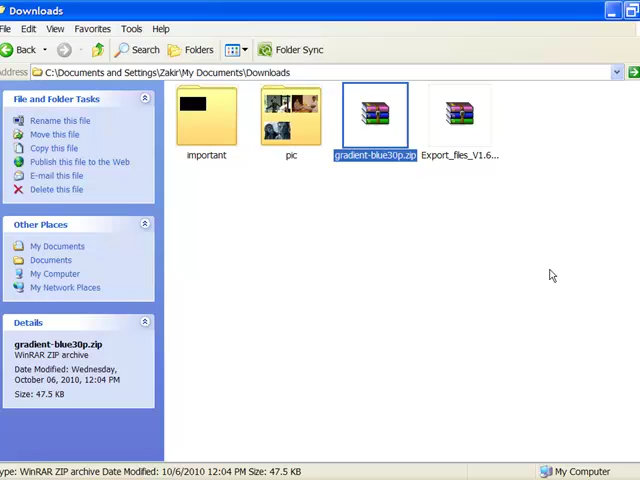 Downloads
File Edit View Favorites Tools Help
Back Search Folders Folder Sync
Address C:\Documents and Settings\Zakir\My Documents\Downloads
File and Folder Tasks
Rename this file
Move this file
Copy this file
Publish this file to the Web
E-mail this file
Delete this file
Other Places
My Documents
Documents
My Computer
My Network Places
Details
gradient-blue30p.zip
WinRAR ZIP archive
Date Modified: Wednesday,
October 06, 2010, 12:04 PM
Size: 47.5 KB
important pic gradient-blue30p.zip Export_files_V1.6...
ype: WinRAR ZIP archive Date Modified: 10/6/2010 12:04 PM Size: 47.5 KB 47.5 KB My Computer